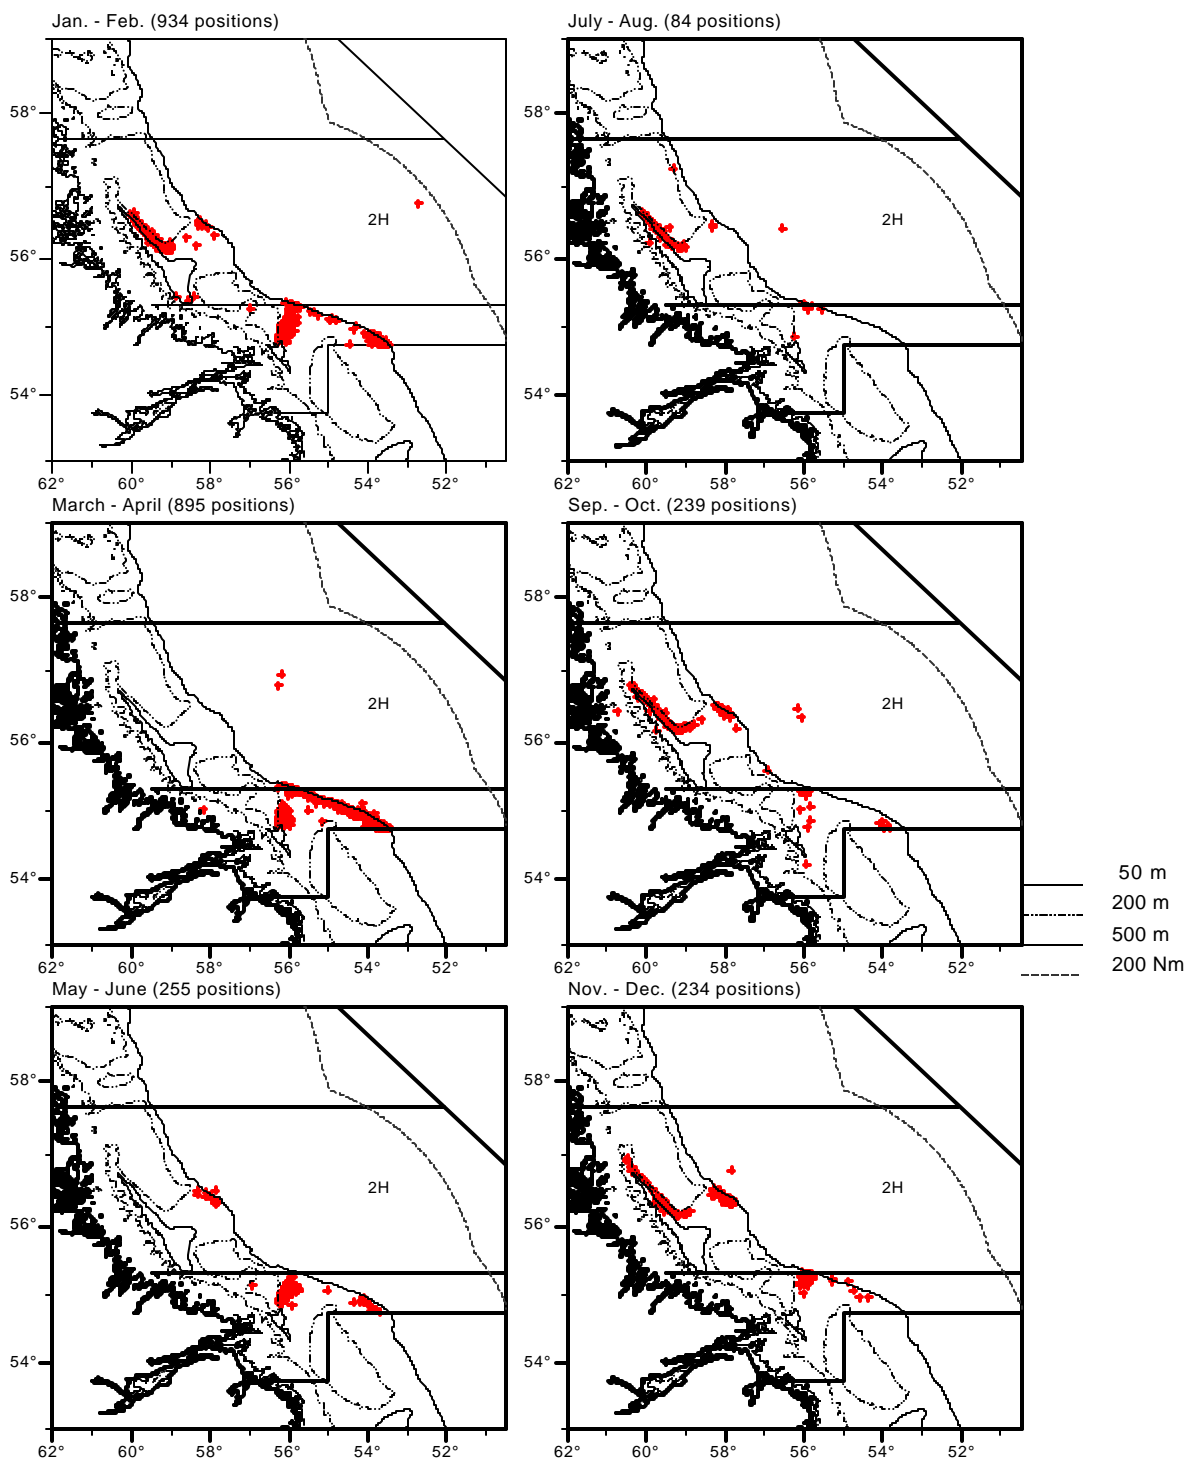 Jan. - Feb. (934 positions)
58°
56°
54°
2H
62° 60° 58° 56° 54° 52°
July - Aug. (84 positions)
58°
56°
54°
2H
62° 60° 58° 56° 54° 52°
March - April (895 positions)
58°
56°
54°
2H
62° 60° 58° 56° 54° 52°
Sep. - Oct. (239 positions)
58°
56°
54°
2H
62° 60° 58° 56° 54° 52°
50 m
200 m
500 m
200 Nm
May - June (255 positions)
58°
56°
54°
2H
62° 60° 58° 56° 54° 52°
Nov. - Dec. (234 positions)
58°
56°
54°
2H
62° 60° 58° 56° 54° 52°